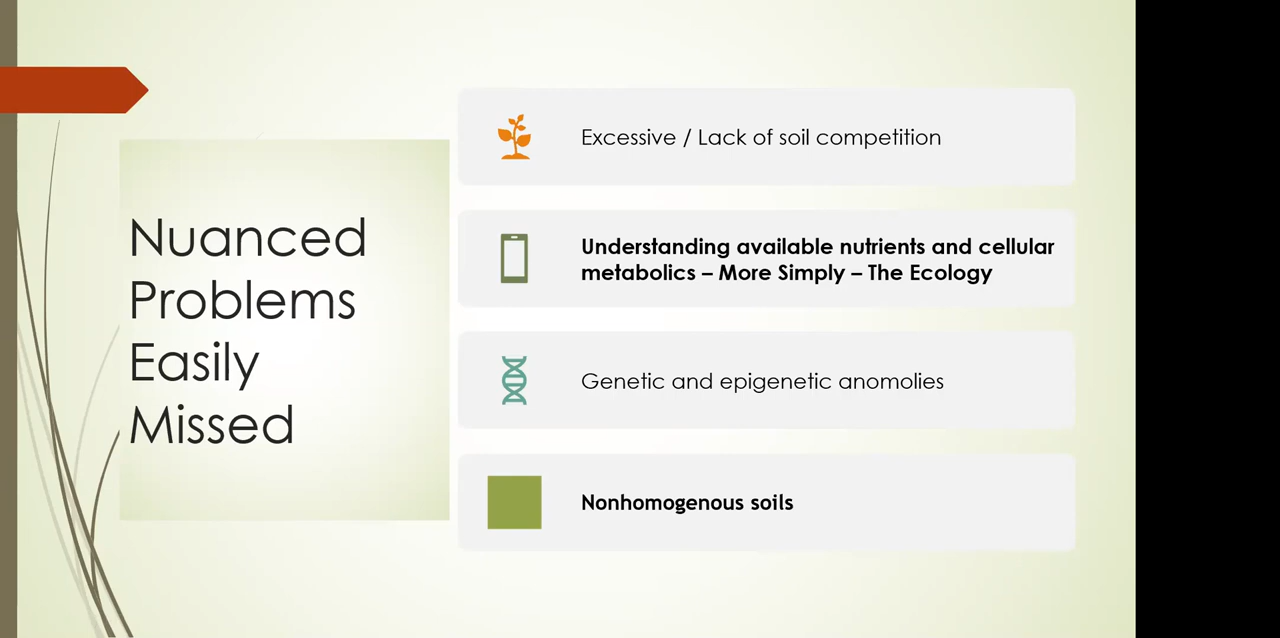 Nuanced
Problems
Easily
Missed
Excessive / Lack of soil competition
Understanding available nutrients and cellular
metabolics – More Simply – The Ecology
Genetic and epigenetic anomolies
Nonhomogenous soils